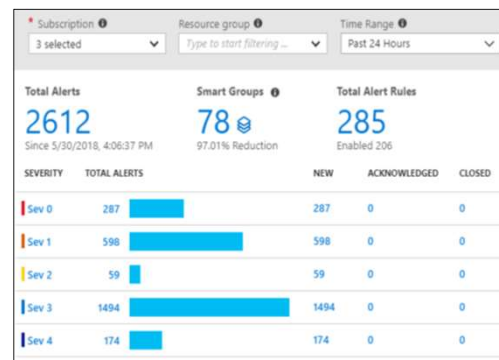 * Subscription Resource group Time Range
3 selected Type to start filtering ... Past 24 Hours
Total Alerts Smart Groups Total Alert Rules
2612 78 285
Since 5/30/2018, 4:06:37 PM 97.01% Reduction Enabled 206
SEVERITY TOTAL ALERTS NEW ACKNOWLEDGED CLOSED
Sev 0 287 287 0 0
Sev 1 598 598 0 0
Sev 2 59 59 0 0
Sev 3 1494 1494 0 0
Sev 4 174 174 0 0